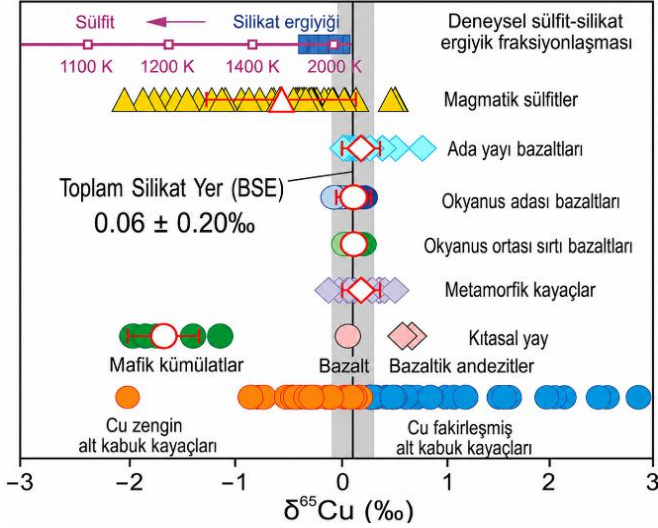 Sülfit Silikat ergiyiği
Deneysel sülfit-silikat
ergiyik fraksiyonlaşması
1100 K 1200 K 1400 K 2000 K
Magmatik sülfitler
Ada yayı bazaltları
Toplam Silikat Yer (BSE)
0.06 ± 0.20‰
Okyanus adası bazaltları
Okyanus ortası sırtı bazaltları
Metamorfik kayaçlar
Kıtasal yay
Mafik kümülatlar Bazalt Bazaltik andezitler
Cu zengin
alt kabuk kayaçları
Cu fakirleşmiş
alt kabuk kayaçları
−3 −2 −1 0 1 2 3
δ⁶⁵Cu (‰)